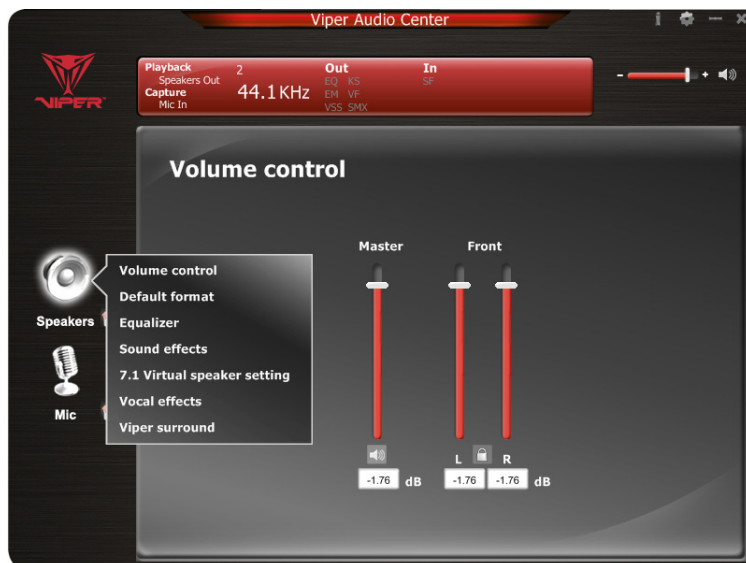 Viper Audio Center
VIPER
Playback
Speakers Out
Capture
Mic In
2
44.1KHz
Out
EQ KS
EM VF
VSS SMX
In
SF
- +
Volume control
Master
Front
Speakers
Mic
Volume control
Default format
Equalizer
Sound effects
7.1 Virtual speaker setting
Vocal effects
Viper surround
L R
-1.76 dB
-1.76 -1.76 dB